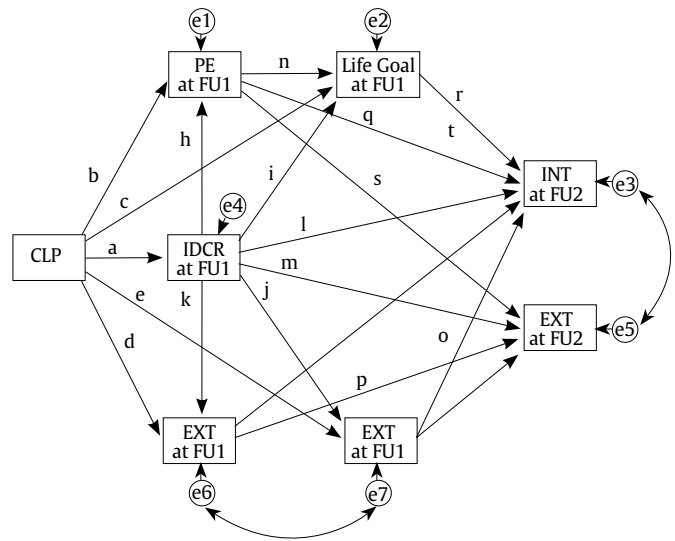 e1
e2
PE
at FU1
n
Life Goal
at FU1
r
q
t
h
b
c
i
s
INT
at FU2
e3
e4
l
CLP
a
IDCR
at FU1
m
e
k
j
EXT
at FU2
e5
d
o
p
EXT
at FU1
EXT
at FU1
e6
e7